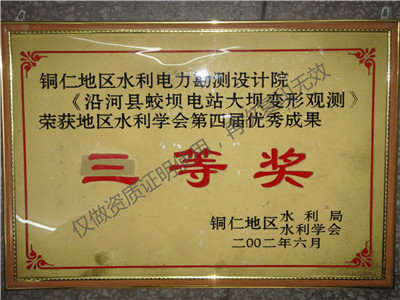 铜仁地区水利电力勘测设计院
《沿河县蛟坝电站大坝变形观测》
荣获地区水利学会第四届优秀成果
三等奖
铜仁地区水利局
水利学会
二00二年六月
仅做资质证明使用 再次复印无效